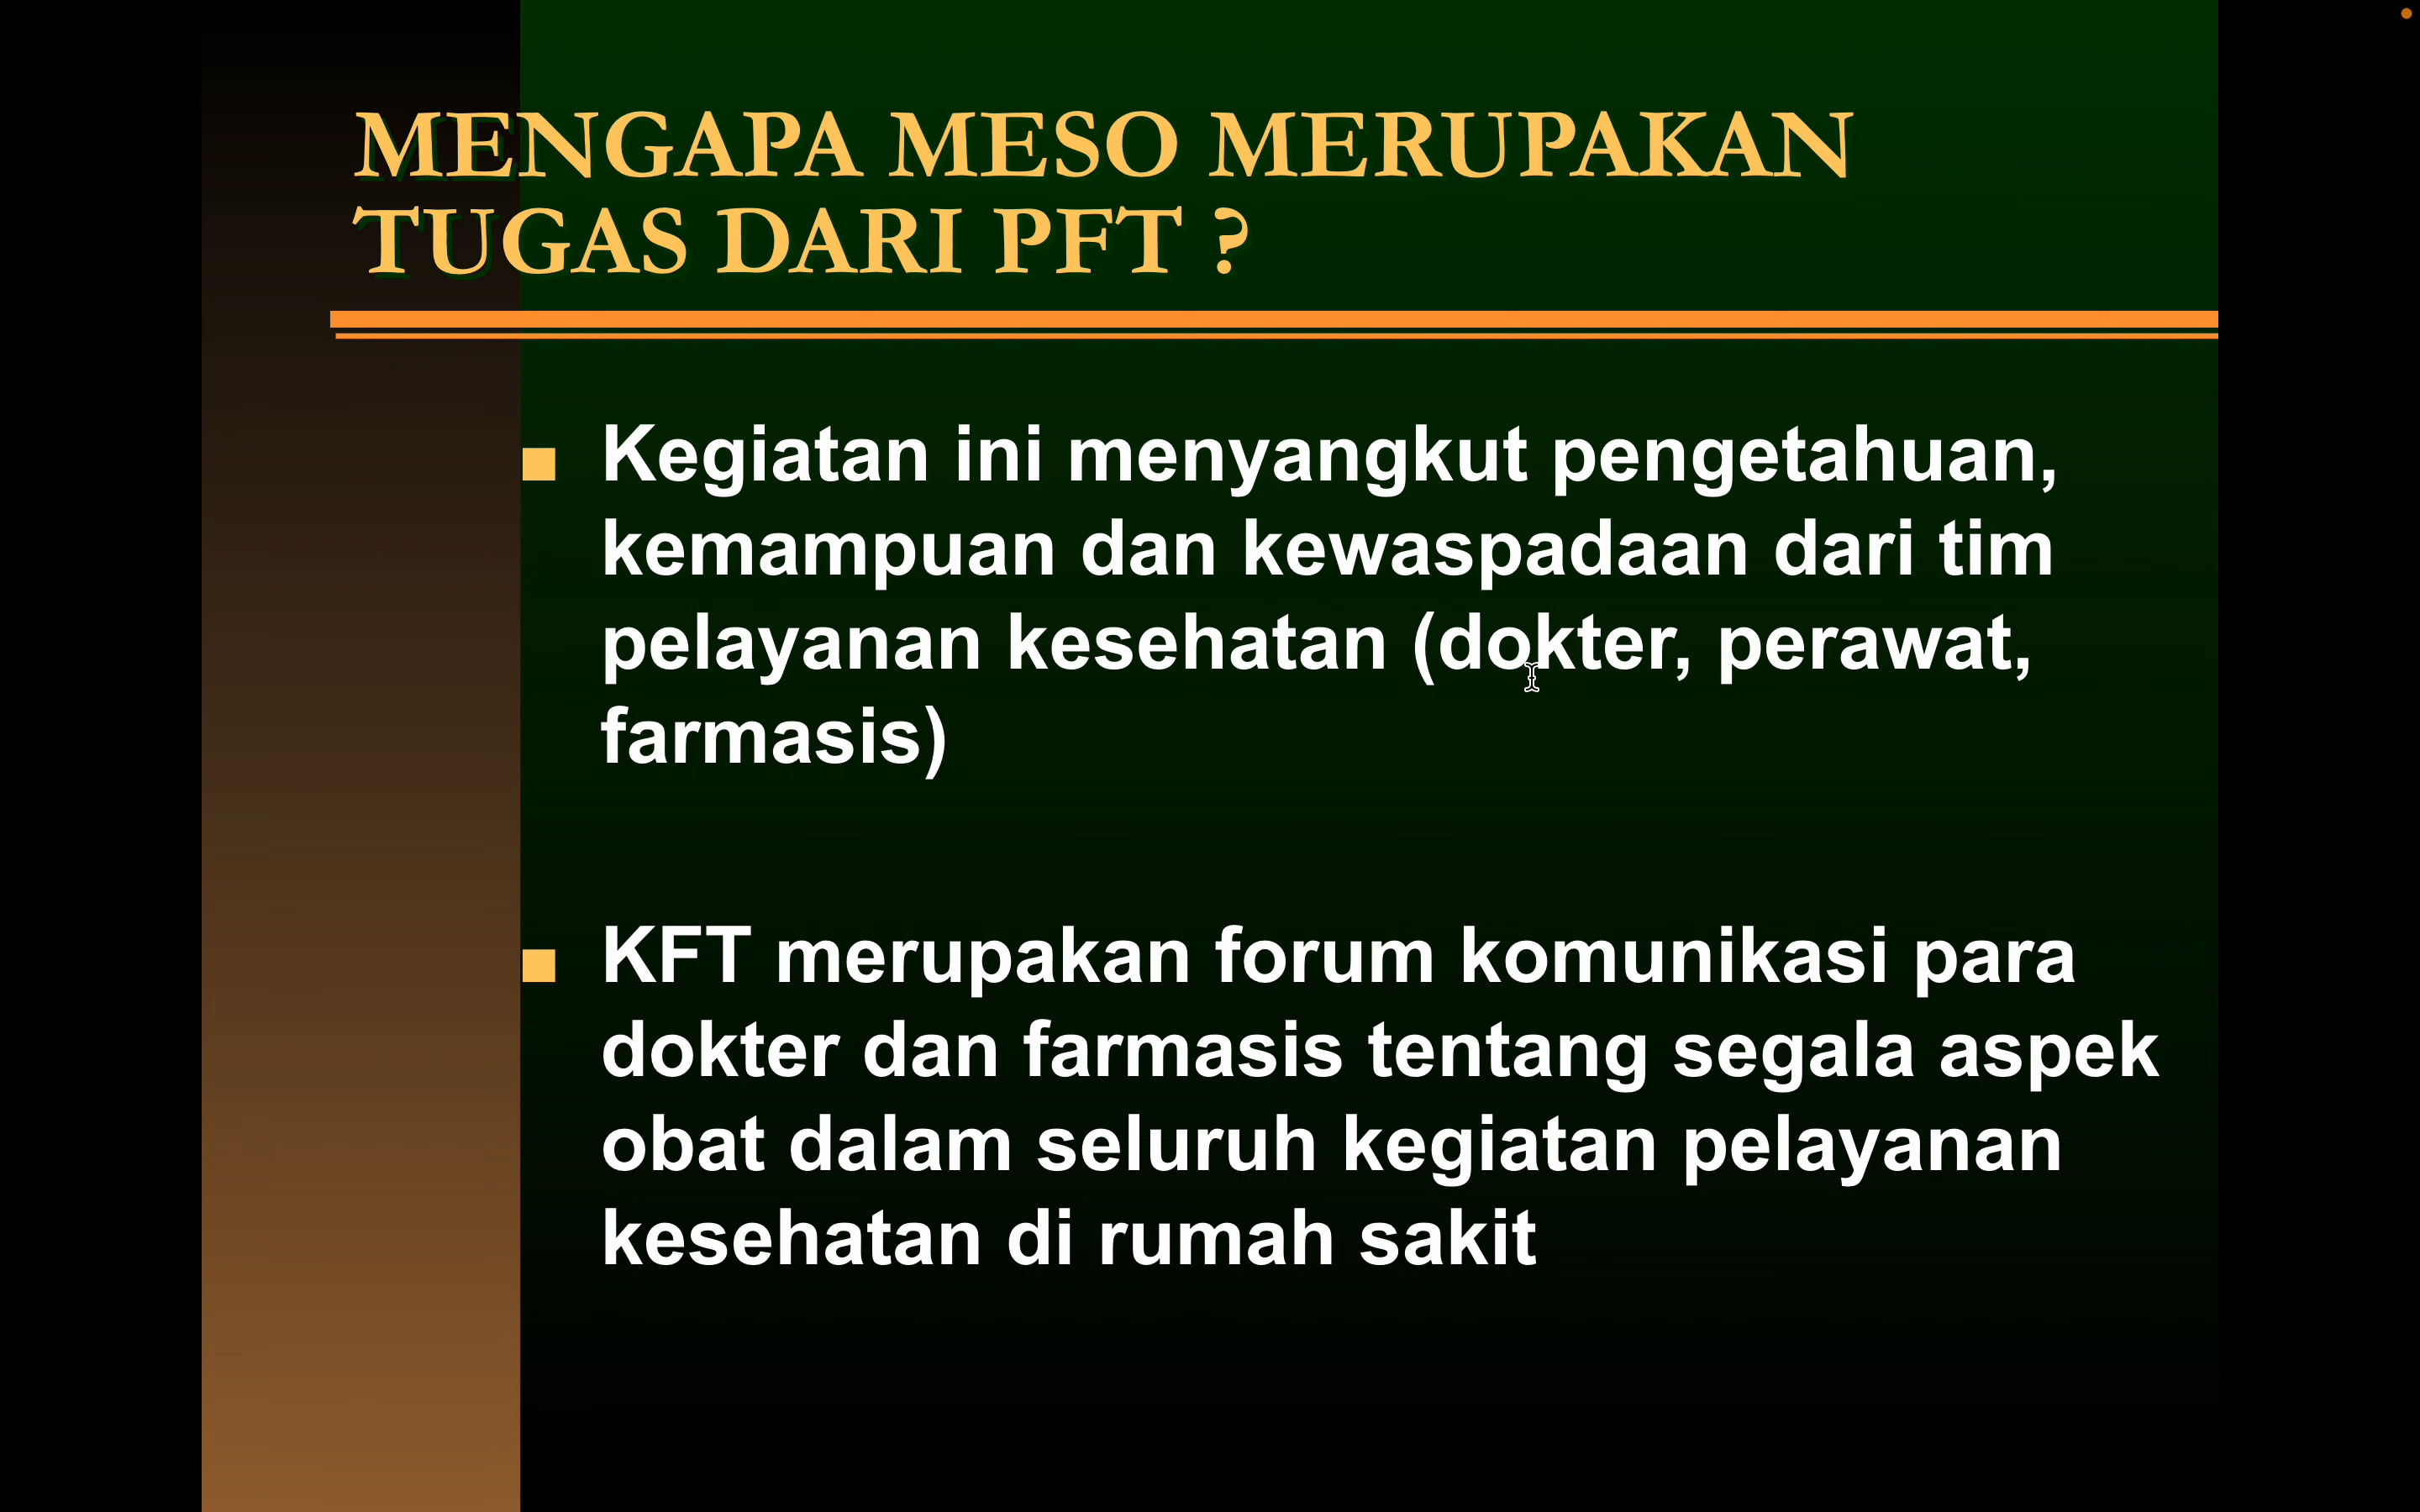 MENGAPA MESO MERUPAKAN
TUGAS DARI PFT ?
Kegiatan ini menyangkut pengetahuan,
kemampuan dan kewaspadaan dari tim
pelayanan kesehatan (dokter, perawat,
farmasis)
KFT merupakan forum komunikasi para
dokter dan farmasis tentang segala aspek
obat dalam seluruh kegiatan pelayanan
kesehatan di rumah sakit